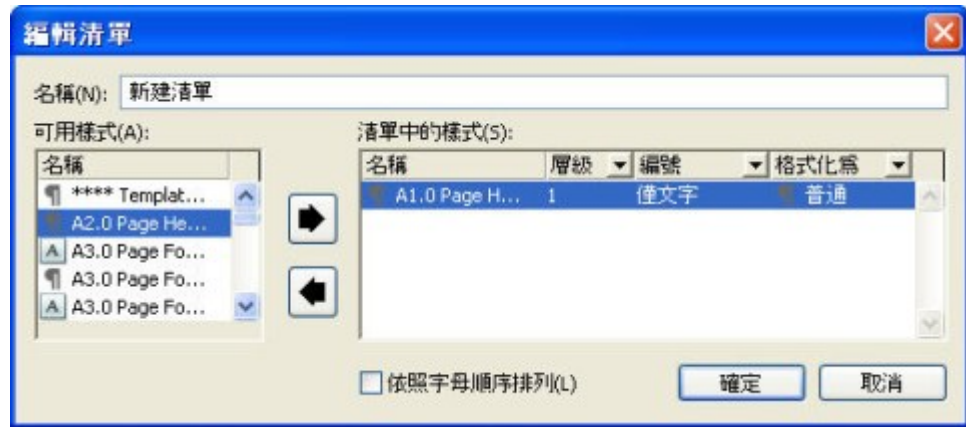 編輯清單
名稱(N): 新建清單
可用樣式(A):
名稱
¶ **** Templat...
¶ A2.0 Page He...
A A3.0 Page Fo...
¶ A3.0 Page Fo...
A A3.0 Page Fo...
清單中的樣式(S):
名稱 層級 編號 格式化爲
¶ A1.0 Page H... 1 僅文字 ¶ 普通
依照字母順序排列(L)
確定 取消